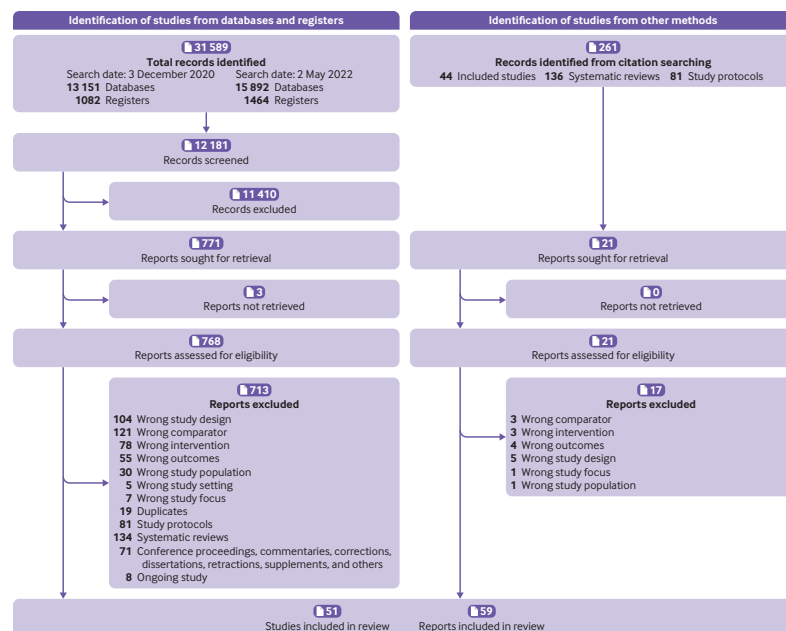 Identification of studies from databases and registers
31 589
Total records identified
Search date: 3 December 2020 Search date: 2 May 2022
13 151 Databases 15 892 Databases
1082 Registers 1464 Registers
12 181
Records screened
11 410
Records excluded
771
Reports sought for retrieval
3
Reports not retrieved
768
Reports assessed for eligibility
713
Reports excluded
104 Wrong study design
121 Wrong comparator
78 Wrong intervention
55 Wrong outcomes
30 Wrong study population
5 Wrong study setting
7 Wrong study focus
19 Duplicates
81 Study protocols
134 Systematic reviews
71 Conference proceedings, commentaries, corrections,
dissertations, retractions, supplements, and others
8 Ongoing study
Identification of studies from other methods
261
Records identified from citation searching
44 Included studies 136 Systematic reviews 81 Study protocols
21
Reports sought for retrieval
0
Reports not retrieved
21
Reports assessed for eligibility
17
Reports excluded
3 Wrong comparator
3 Wrong intervention
4 Wrong outcomes
5 Wrong study design
1 Wrong study focus
1 Wrong study population
51 59
Studies included in review Reports included in review